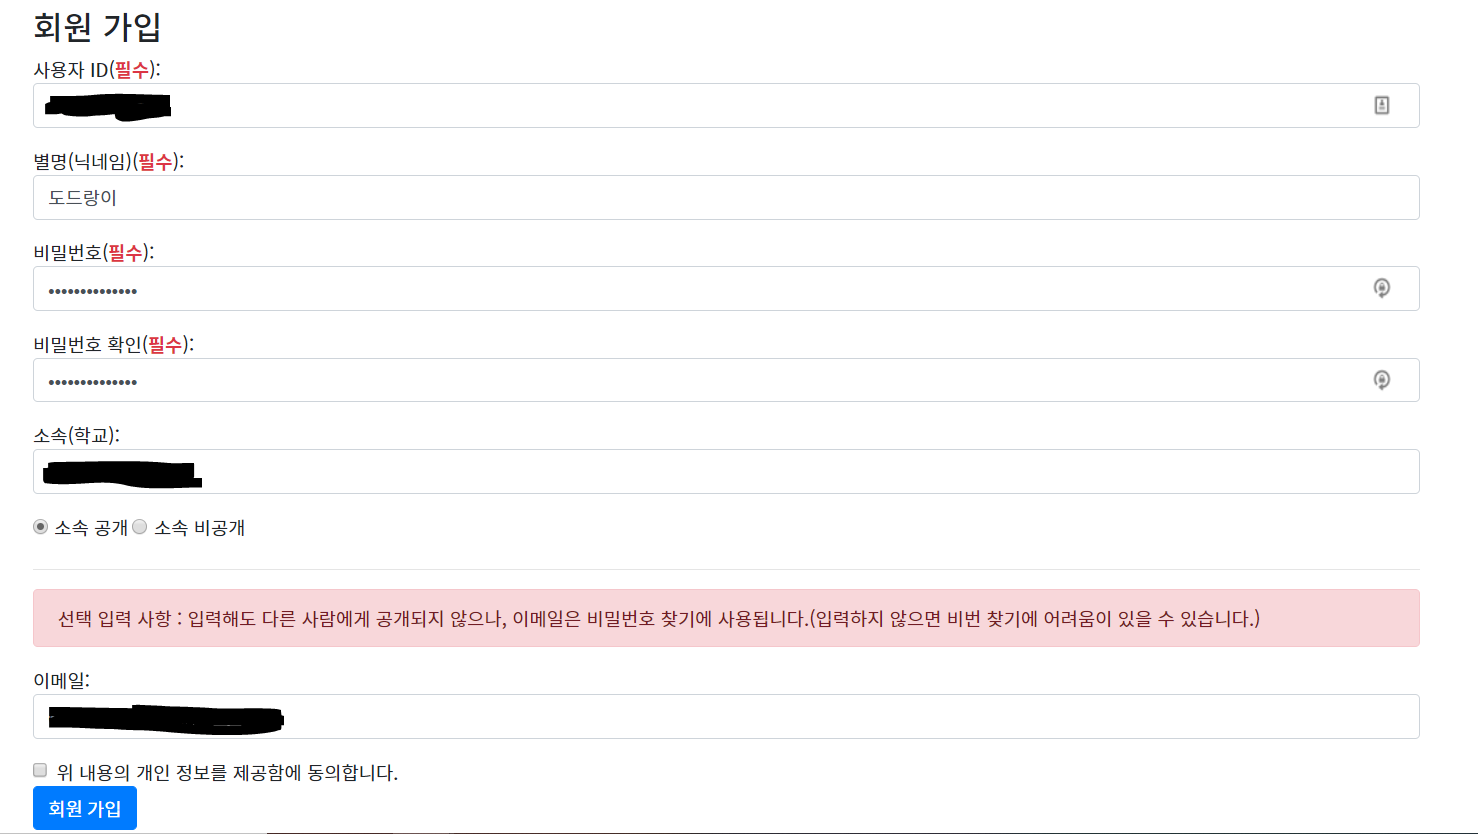 회원 가입
사용자 ID(필수):
별명(닉네임)(필수):
도드랑이
비밀번호(필수):
••••••••••••••
비밀번호 확인(필수):
••••••••••••••
소속(학교):
소속 공개 소속 비공개
선택 입력 사항 : 입력해도 다른 사람에게 공개되지 않으나, 이메일은 비밀번호 찾기에 사용됩니다.(입력하지 않으면 비번 찾기에 어려움이 있을 수 있습니다.)
이메일:
위 내용의 개인 정보를 제공함에 동의합니다.
회원 가입